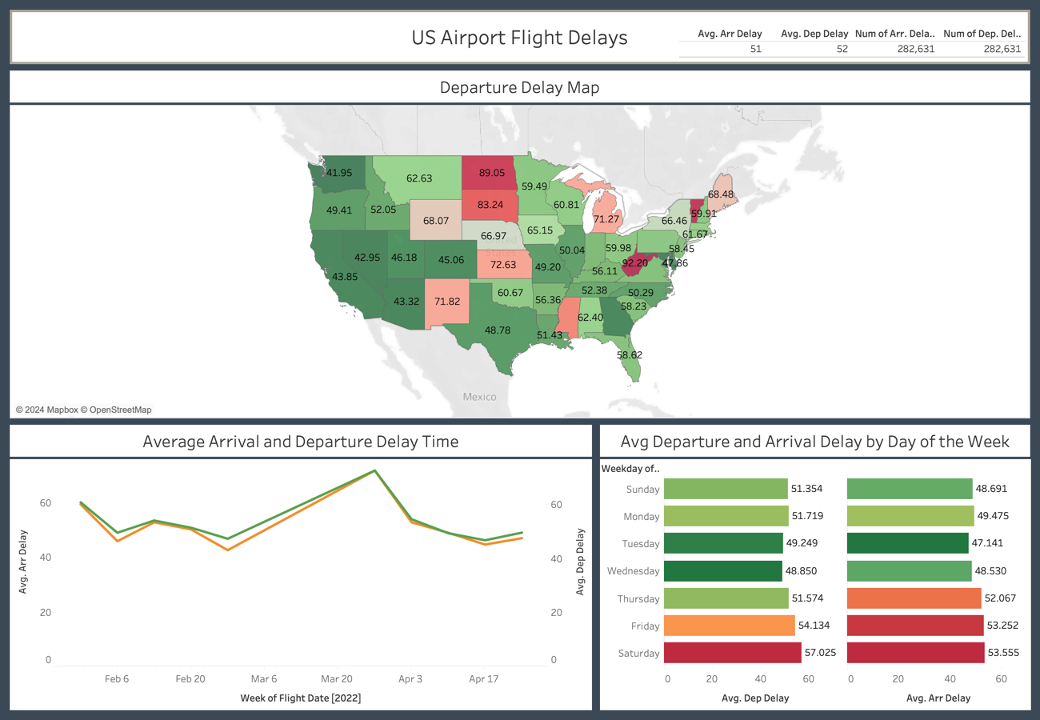 US Airport Flight Delays
Avg. Arr Delay Avg. Dep Delay Num of Arr. Dela.. Num of Dep. Del..
51 52 282,631 282,631
Departure Delay Map
41.95 62.63 89.05 59.49 68.48
49.41 52.05 68.07 83.24 60.81 71.27 66.46 59.91
66.97 65.15 61.67
42.95 46.18 45.06 72.63 49.20 50.04 59.98 58.45
43.85 56.11 92.20 47.86
43.32 71.82 60.67 56.36 52.38 50.29
48.78 51.43 62.40 58.23
58.62
Mexico
© 2024 Mapbox © OpenStreetMap
Average Arrival and Departure Delay Time
Avg. Arr Delay
60
40
20
0
60
40
20
0
Avg. Dep Delay
Feb 6 Feb 20 Mar 6 Mar 20 Apr 3 Apr 17
Week of Flight Date [2022]
Avg Departure and Arrival Delay by Day of the Week
Weekday of..
Sunday 51.354 48.691
Monday 51.719 49.475
Tuesday 49.249 47.141
Wednesday 48.850 48.530
Thursday 51.574 52.067
Friday 54.134 53.252
Saturday 57.025 53.555
0 20 40 60 0 20 40 60
Avg. Dep Delay Avg. Arr Delay